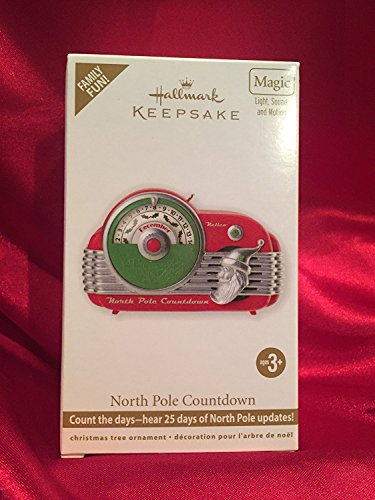 FAMILY
FUN!
Hallmark
KEEPSAKE
Magic
Light, Sound
and Motion
December
North Pole Countdown
ages 3+
North Pole Countdown
Count the days—hear 25 days of North Pole updates!
christmas tree ornament • décoration pour l'arbre de noël